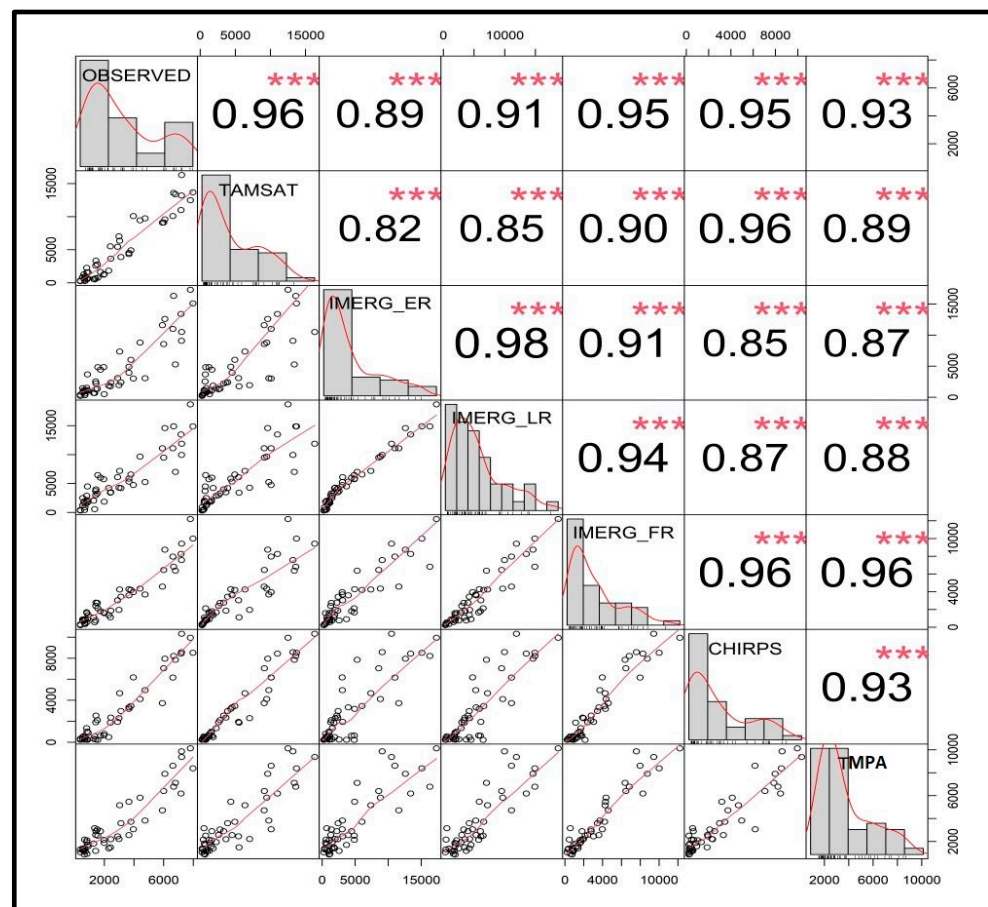 0 5000 15000 0 10000 0 4000 8000
OBSERVED *** *** *** *** *** ***
0.96 0.89 0.91 0.95 0.95 0.93
2000 6000
TAMSAT *** *** *** *** ***
0.82 0.85 0.90 0.96 0.89
0 5000 15000
IMERG_ER *** *** *** ***
0.98 0.91 0.85 0.87
0 5000 15000
IMERG_LR *** *** ***
0.94 0.87 0.88
0 5000 15000
IMERG_FR *** ***
0.96 0.96
0 4000 10000
CHIRPS ***
0.93
0 4000 8000
TMPA
2000 6000 10000
2000 6000 0 5000 15000 0 4000 10000 2000 6000 10000